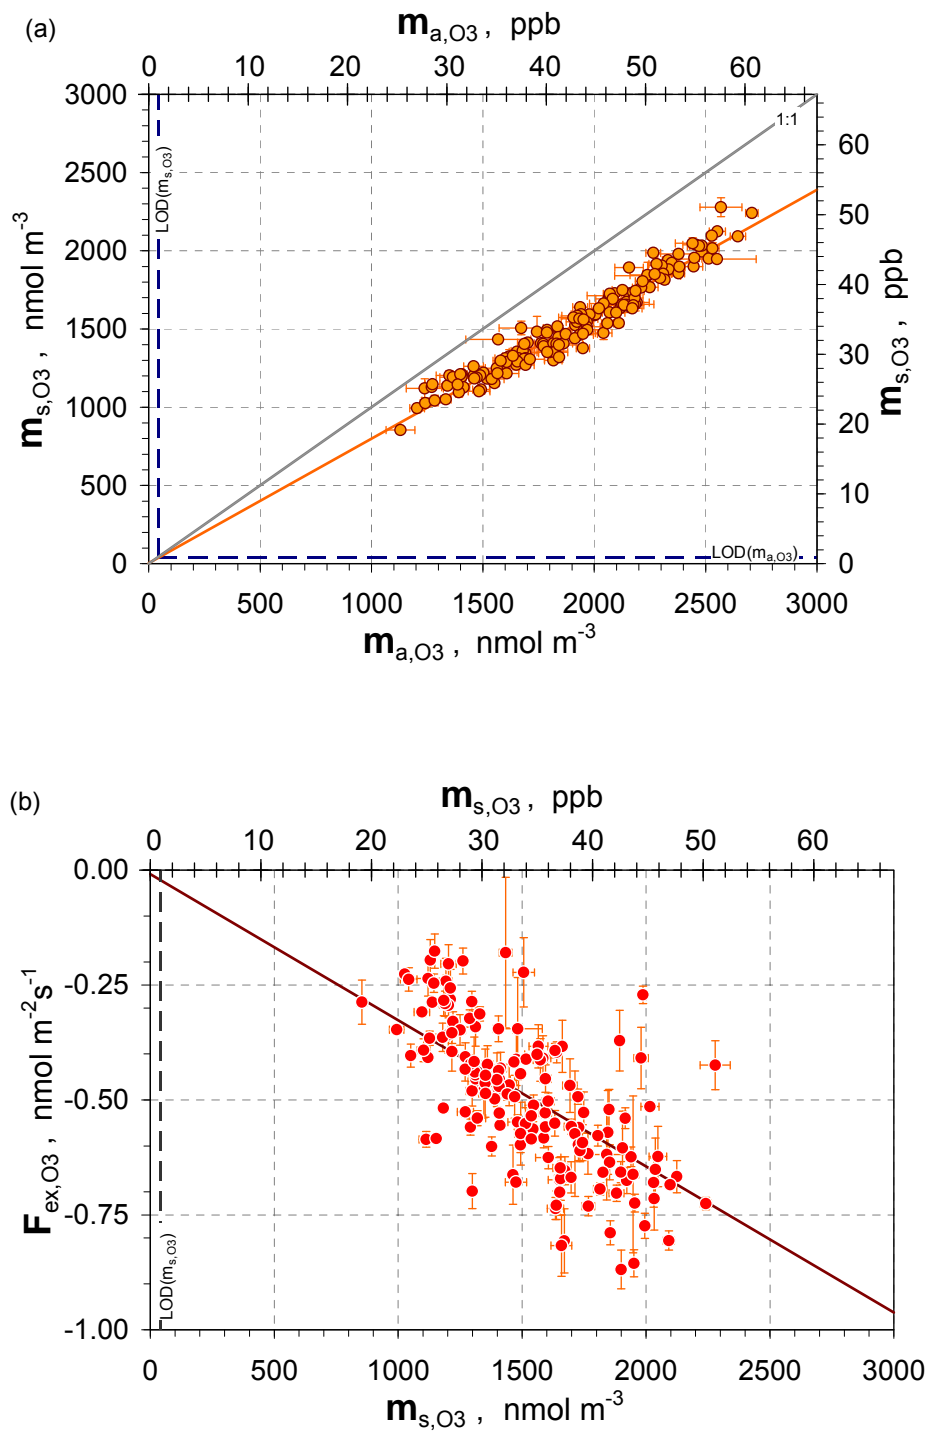 (a)
m a,O3 , ppb
0 10 20 30 40 50 60
3000
2500
2000
1500
1000
500
0
m s,O3 , nmol m-3
LOD(m s,O3)
1:1
LOD(m a,O3)
60
50
40
30
20
10
0
m s,O3 , ppb
0 500 1000 1500 2000 2500 3000
m a,O3 , nmol m-3
(b)
m s,O3 , ppb
0 10 20 30 40 50 60
0.00
-0.25
-0.50
-0.75
-1.00
F ex,O3 , nmol m-2s-1
LOD(m s,O3)
0 500 1000 1500 2000 2500 3000
m s,O3 , nmol m-3